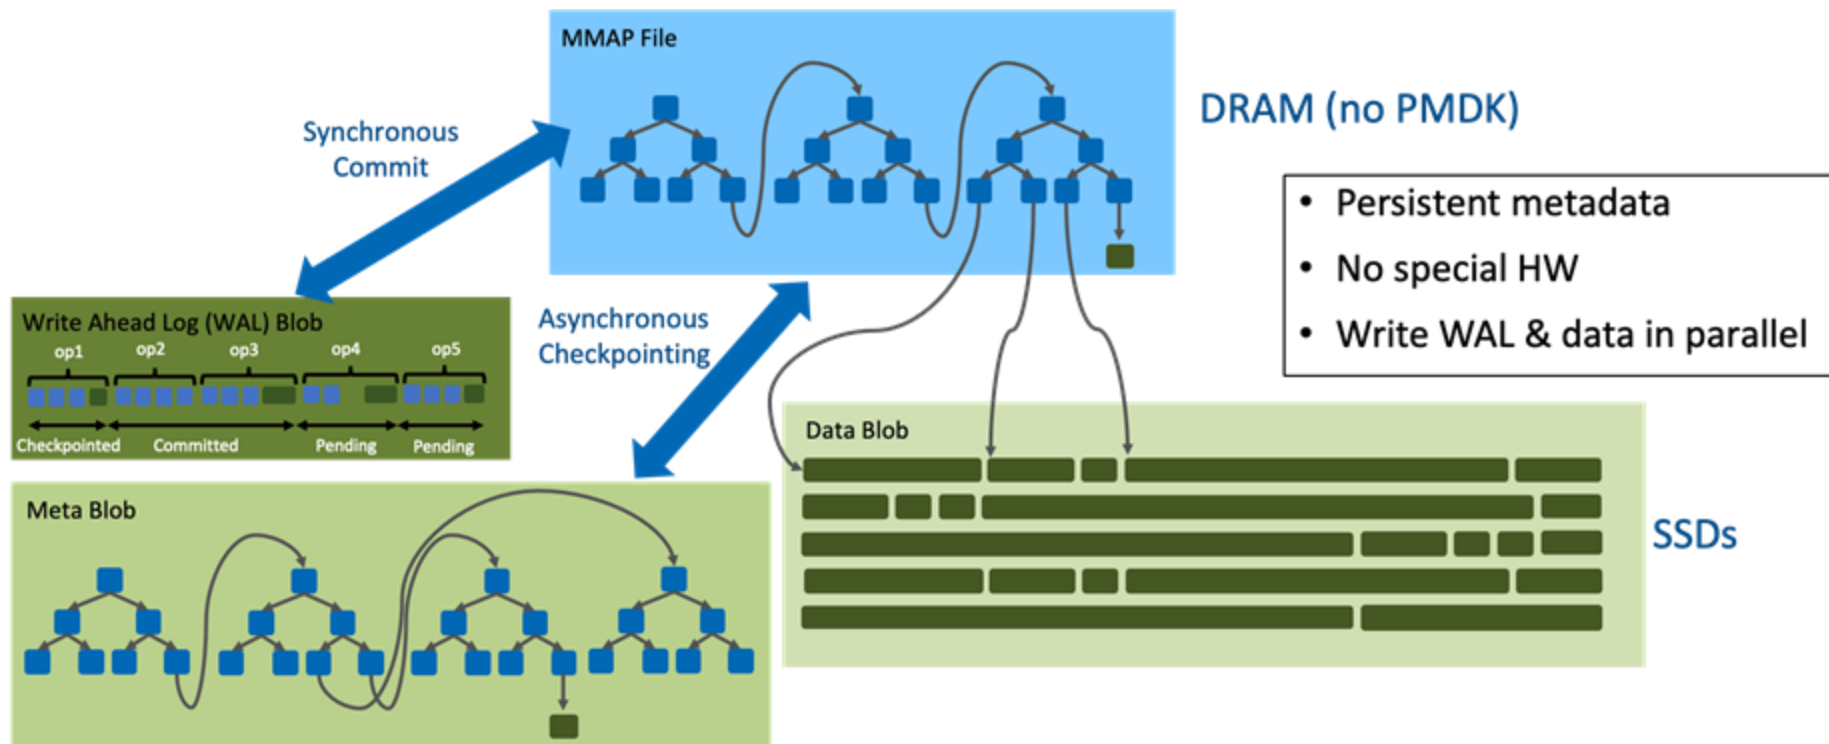 MMAP File
DRAM (no PMDK)
Synchronous
Commit
• Persistent metadata
• No special HW
• Write WAL & data in parallel
Write Ahead Log (WAL) Blob
op1 op2 op3 op4 op5
Checkpointed Committed Pending Pending
Asynchronous
Checkpointing
Data Blob
Meta Blob
SSDs